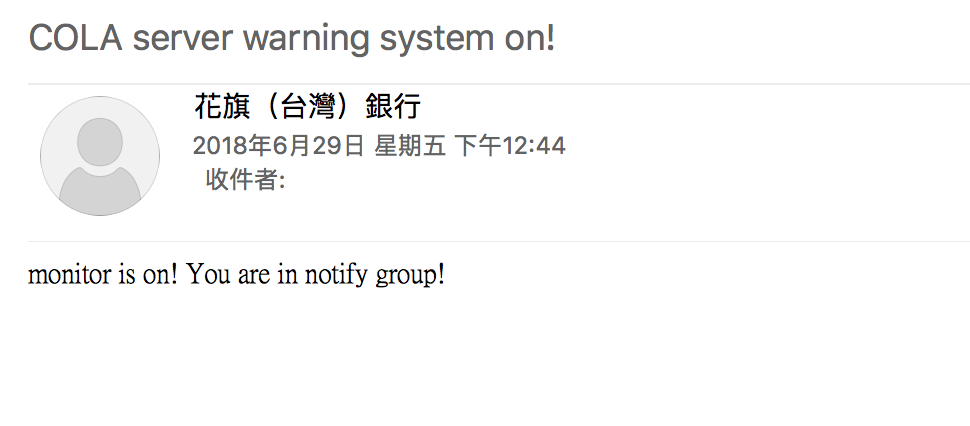 COLA server warning system on!
花旗（台灣）銀行
2018年6月29日 星期五 下午12:44
收件者:
monitor is on! You are in notify group!